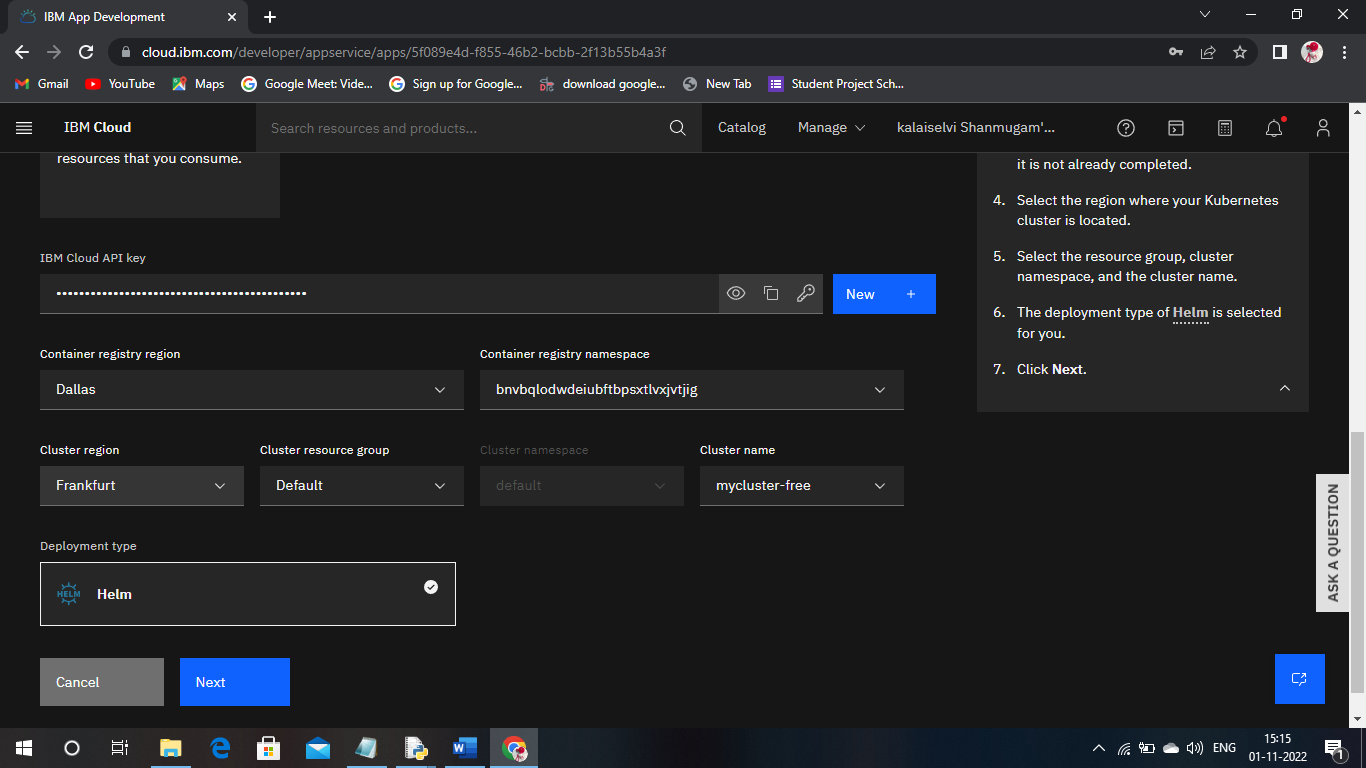 IBM App Development
cloud.ibm.com/developer/appservice/apps/5f089e4d-f855-46b2-bcbb-2f13b55b4a3f
Gmail YouTube Maps Google Meet: Vide... Sign up for Google... download google... New Tab Student Project Sch...
IBM Cloud Search resources and products... Catalog Manage kalaiselvi Shanmugam'...
resources that you consume.
IBM Cloud API key
••••••••••••••••••••••••••••••••••••••••••••
New +
Container registry region Container registry namespace
Dallas bnvbqlodwdeiubftbpsxtlvxjvtjig
Cluster region Cluster resource group Cluster namespace Cluster name
Frankfurt Default default mycluster-free
Deployment type
HELM Helm
Cancel Next
it is not already completed.
4. Select the region where your Kubernetes
cluster is located.
5. Select the resource group, cluster
namespace, and the cluster name.
6. The deployment type of Helm is selected
for you.
7. Click Next.
ASK A QUESTION
ENG
15:15
01-11-2022
1